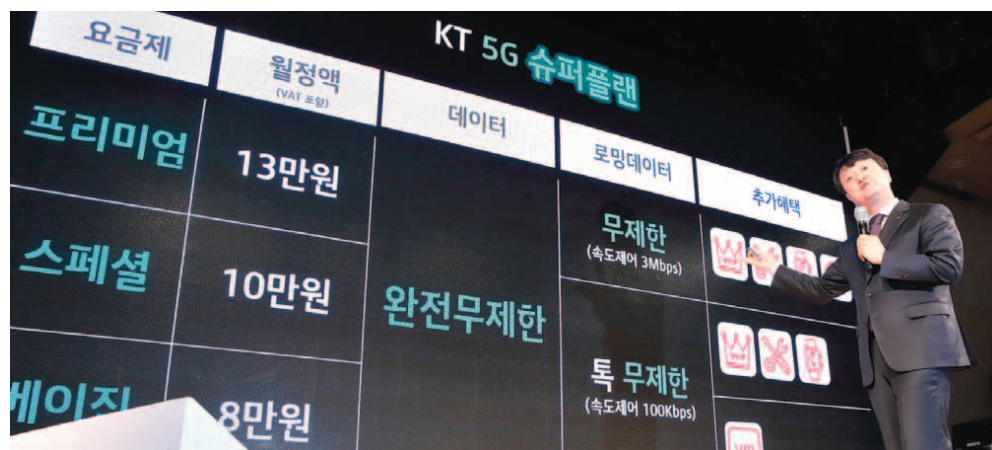 KT 5G 슈퍼플랜
요금제
월정액
(VAT 포함)
데이터
로밍데이터
추가혜택
프리미엄
13만원
스페셜
10만원
베이직
8만원
완전무제한
무제한
(속도제어 3Mbps)
톡 무제한
(속도제어 100Kbps)